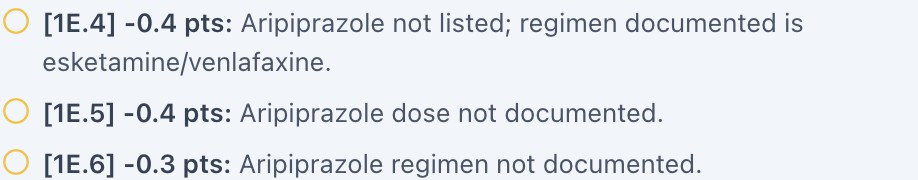 [1E.4] -0.4 pts: Aripiprazole not listed; regimen documented is
esketamine/venlafaxine.
[1E.5] -0.4 pts: Aripiprazole dose not documented.
[1E.6] -0.3 pts: Aripiprazole regimen not documented.